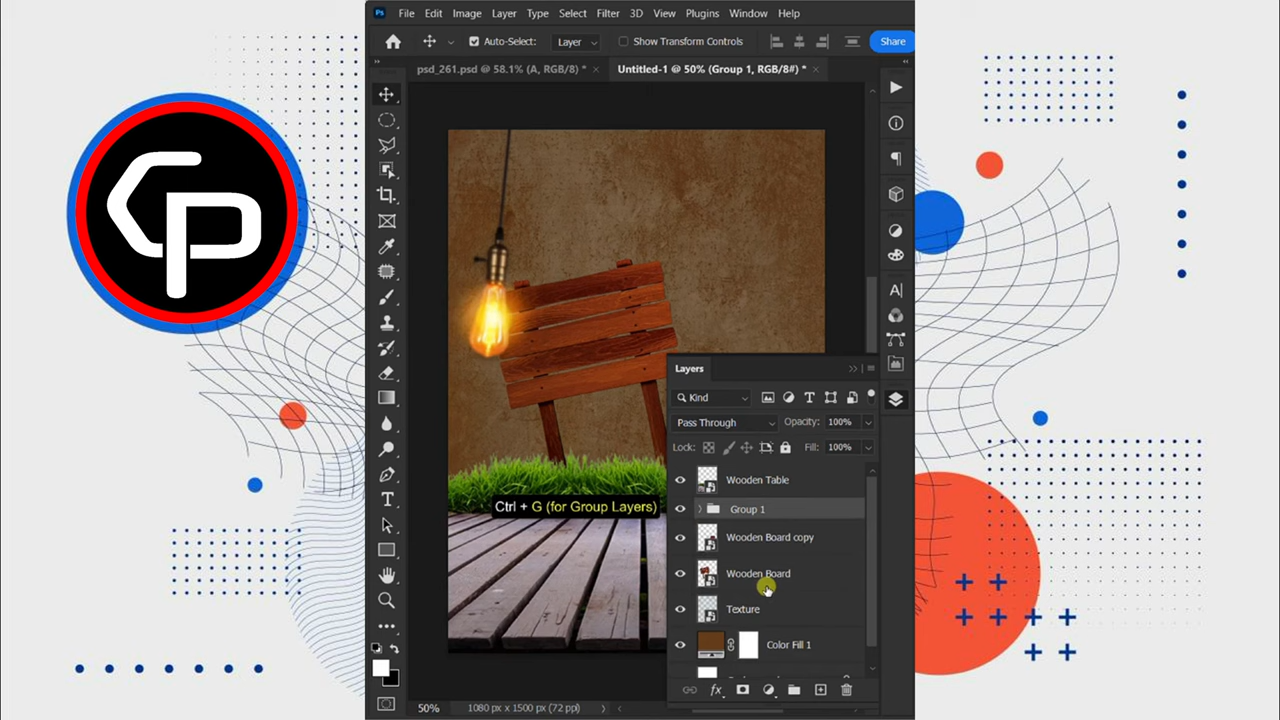 File Edit Image Layer Type Select Filter 3D View Plugins Window Help
Auto-Select: Layer Show Transform Controls Share
psd_261.psd @ 58.1% (A, RGB/8) * × Untitled-1 @ 50% (Group 1, RGB/8#) * ×
Layers
Kind
Pass Through Opacity: 100%
Lock: Fill: 100%
Wooden Table
Group 1
Ctrl + G (for Group Layers)
Wooden Board copy
Wooden Board
Texture
Color Fill 1
50% 1080 px x 1500 px (72 ppi)